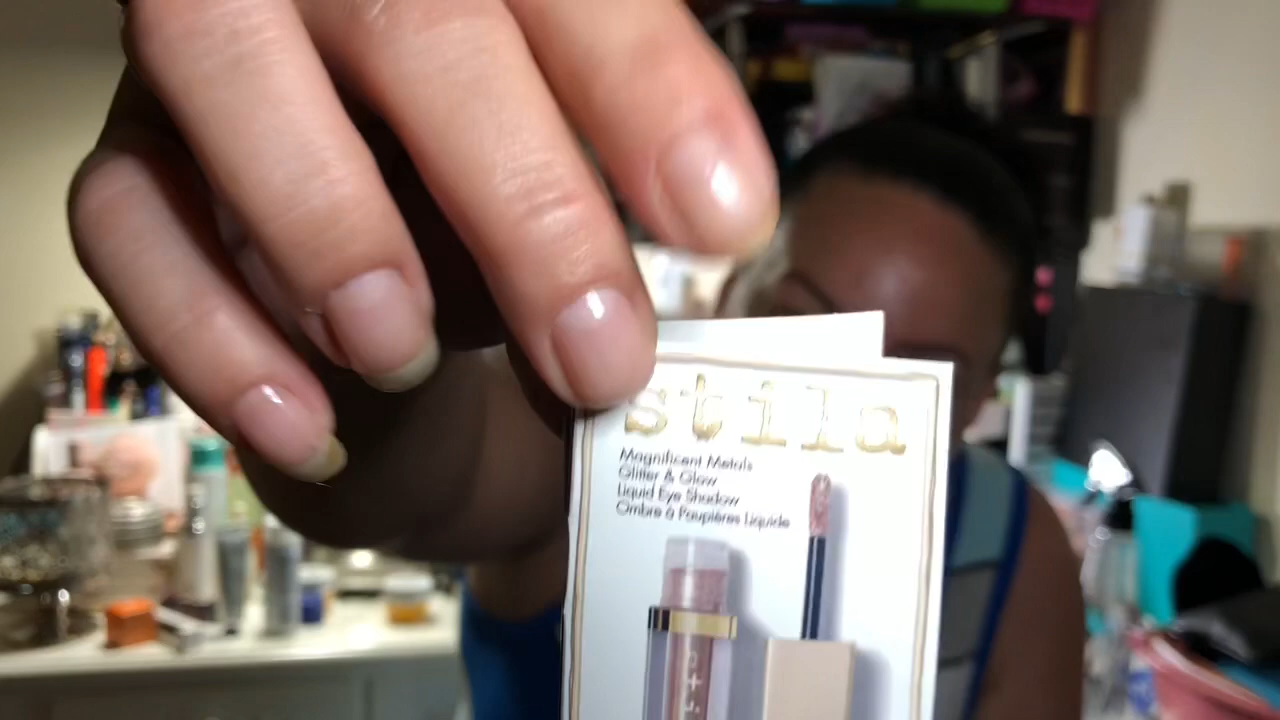 stila
Magnificent Metals
Glitter & Glow
Liquid Eye Shadow
Ombre à Paupières Liquide